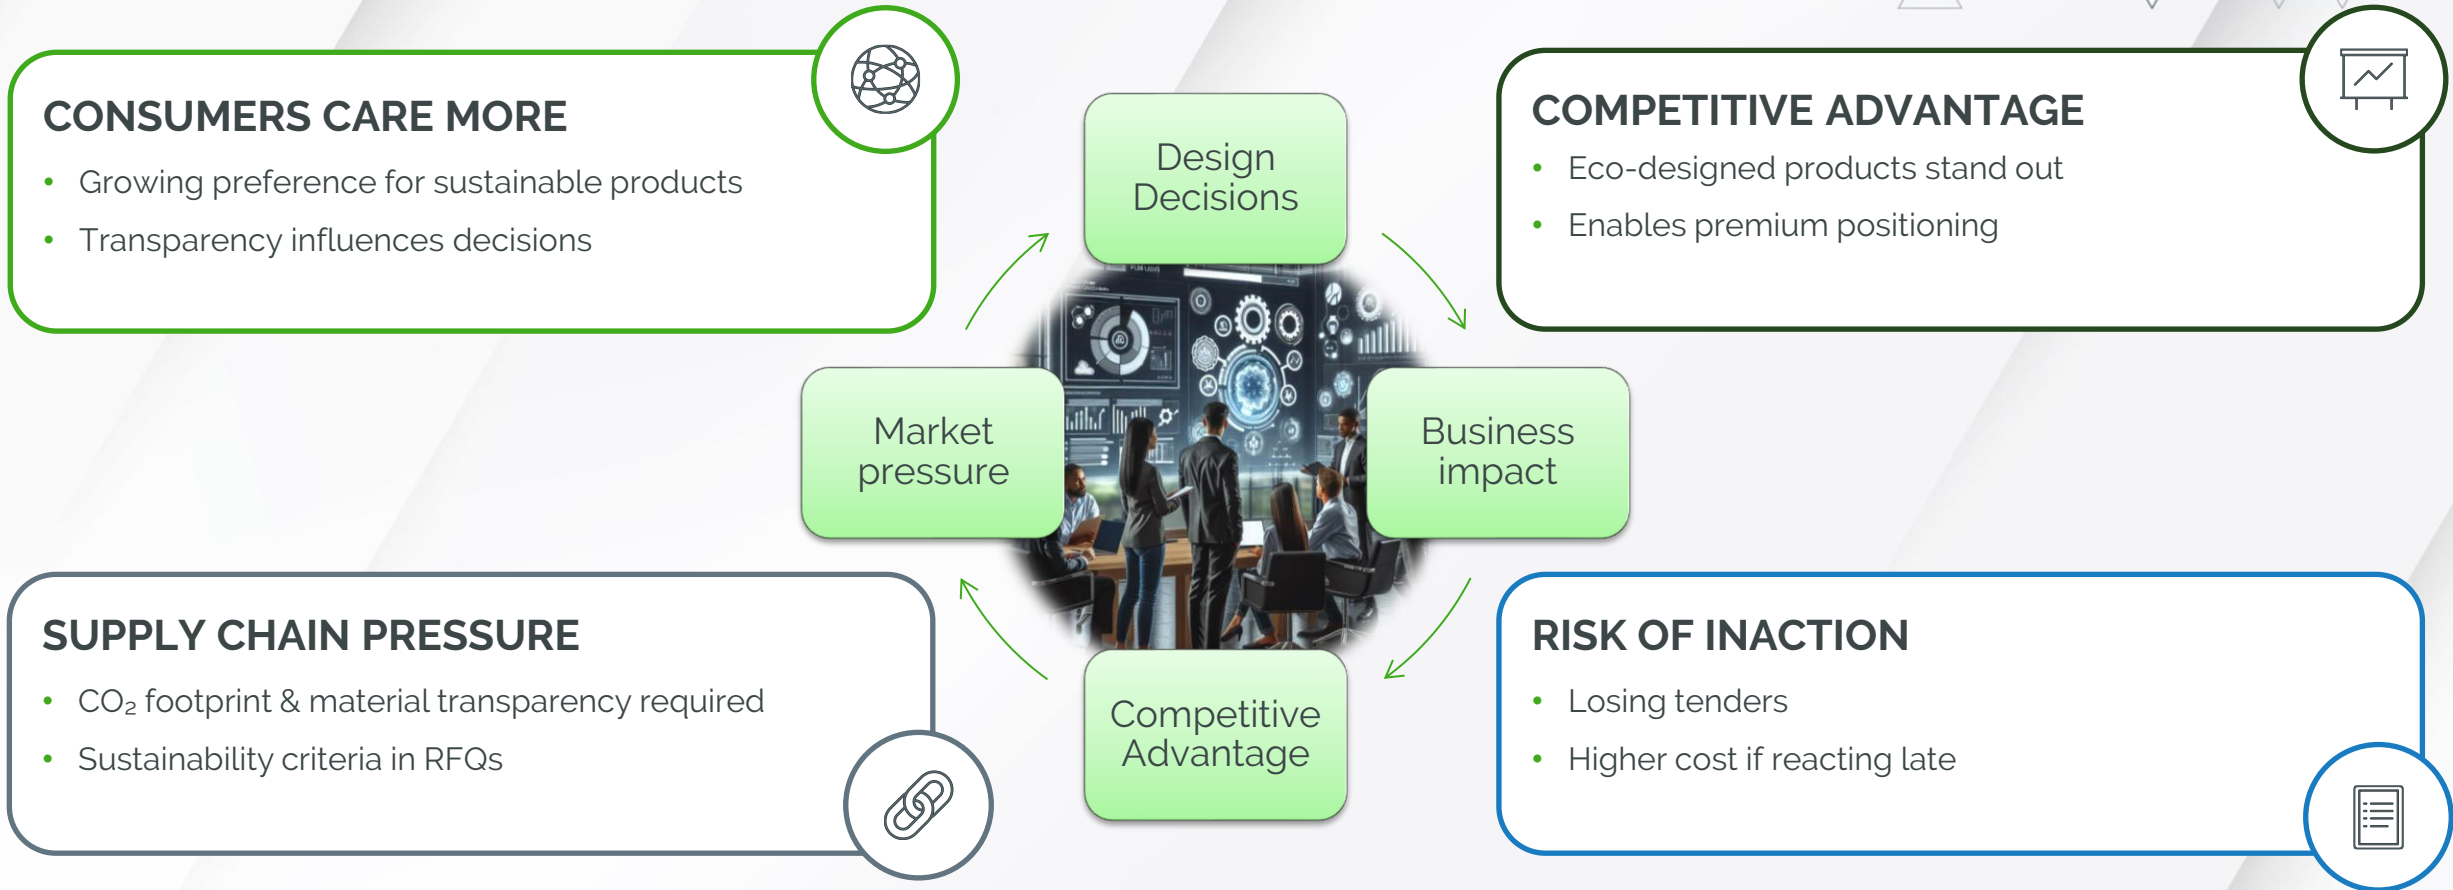 CONSUMERS CARE MORE
• Growing preference for sustainable products
• Transparency influences decisions
COMPETITIVE ADVANTAGE
• Eco-designed products stand out
• Enables premium positioning
Design
Decisions
Market
pressure
Business
impact
Competitive
Advantage
SUPPLY CHAIN PRESSURE
• CO₂ footprint & material transparency required
• Sustainability criteria in RFQs
RISK OF INACTION
• Losing tenders
• Higher cost if reacting late